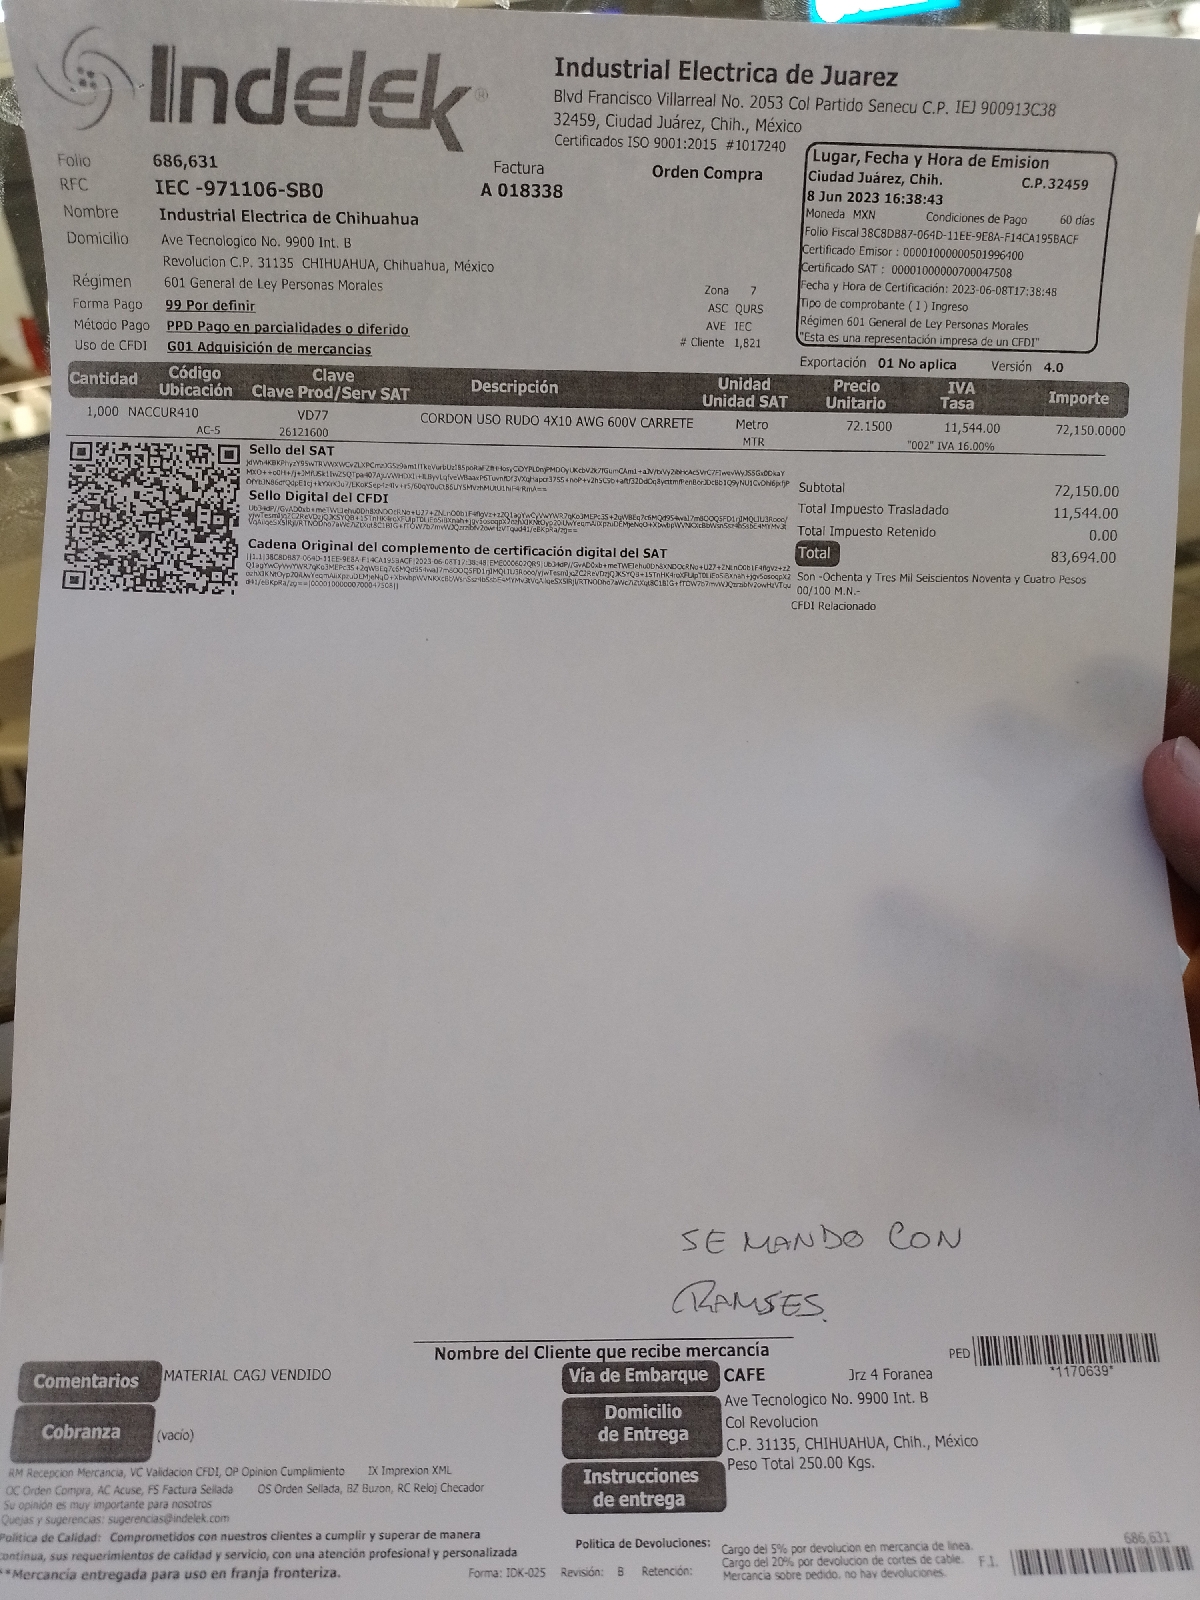 Indelek®
Industrial Electrica de Juarez
Blvd Francisco Villarreal No. 2053 Col Partido Senecu C.P. IEJ 900913C38
32459, Ciudad Juárez, Chih., México
Certificados ISO 9001:2015 #1017240
Folio 686,631
RFC IEC -971106-SB0
Factura
A 018338
Orden Compra
Nombre Industrial Electrica de Chihuahua
Domicilio Ave Tecnologico No. 9900 Int. B
Revolucion C.P. 31135 CHIHUAHUA, Chihuahua, México
Régimen 601 General de Ley Personas Morales
Forma Pago 99 Por definir
Método Pago PPD Pago en parcialidades o diferido
Uso de CFDI G01 Adquisición de mercancias
Zona 7
ASC QURS
AVE IEC
# Cliente 1,821
Lugar, Fecha y Hora de Emision
Ciudad Juárez, Chih. C.P.32459
8 Jun 2023 16:38:43
Moneda MXN Condiciones de Pago 60 días
Folio Fiscal 38C8DB87-064D-11EE-9E8A-F14CA195BACF
Certificado Emisor : 00001000000501996400
Certificado SAT : 00001000000700047508
Fecha y Hora de Certificación: 2023-06-08T17:38:48
Tipo de comprobante ( I ) Ingreso
Régimen 601 General de Ley Personas Morales
"Esta es una representación impresa de un CFDI"
Exportación 01 No aplica Versión 4.0
Cantidad Código Ubicación Clave Clave Prod/Serv SAT Descripción Unidad Unidad SAT Precio Unitario IVA Tasa Importe
1,000 NACCUR410 VD77 CORDON USO RUDO 4X10 AWG 600V CARRETE Metro 72.1500 11,544.00 72,150.0000
AC-5 26121600 MTR "002" IVA 16.00%
Sello del SAT
Sello Digital del CFDI
Cadena Original del complemento de certificación digital del SAT
Subtotal 72,150.00
Total Impuesto Trasladado 11,544.00
Total Impuesto Retenido 0.00
Total 83,694.00
Son -Ochenta y Tres Mil Seiscientos Noventa y Cuatro Pesos
00/100 M.N.-
CFDI Relacionado
SE MANDO CON
RAMSES
Nombre del Cliente que recibe mercancía
PED *1170639*
Comentarios MATERIAL CAGJ VENDIDO
Cobranza (vacío)
Vía de Embarque CAFE Jrz 4 Foranea
Domicilio de Entrega Ave Tecnologico No. 9900 Int. B
Col Revolucion
C.P. 31135, CHIHUAHUA, Chih., México
Peso Total 250.00 Kgs.
Instrucciones de entrega
RM Recepcion Mercancia, VC Validacion CFDI, OP Opinion Cumplimiento IX Imprexion XML
OC Orden Compra, AC Acuse, FS Factura Sellada OS Orden Sellada, BZ Buzon, RC Reloj Checador
Su opinión es muy importante para nosotros
Quejas y sugerencias: sugerencias@indelek.com
Politica de Calidad: Comprometidos con nuestros clientes a cumplir y superar de manera
continua, sus requerimientos de calidad y servicio, con una atención profesional y personalizada
**Mercancía entregada para uso en franja fronteriza.
Forma: IDK-025 Revisión: B Retención:
Politica de Devoluciones: Cargo del 5% por devolucion en mercancia de linea.
Cargo del 20% por devolucion de cortes de cable.
Mercancia sobre pedido, no hay devoluciones.
F.I. 686,631